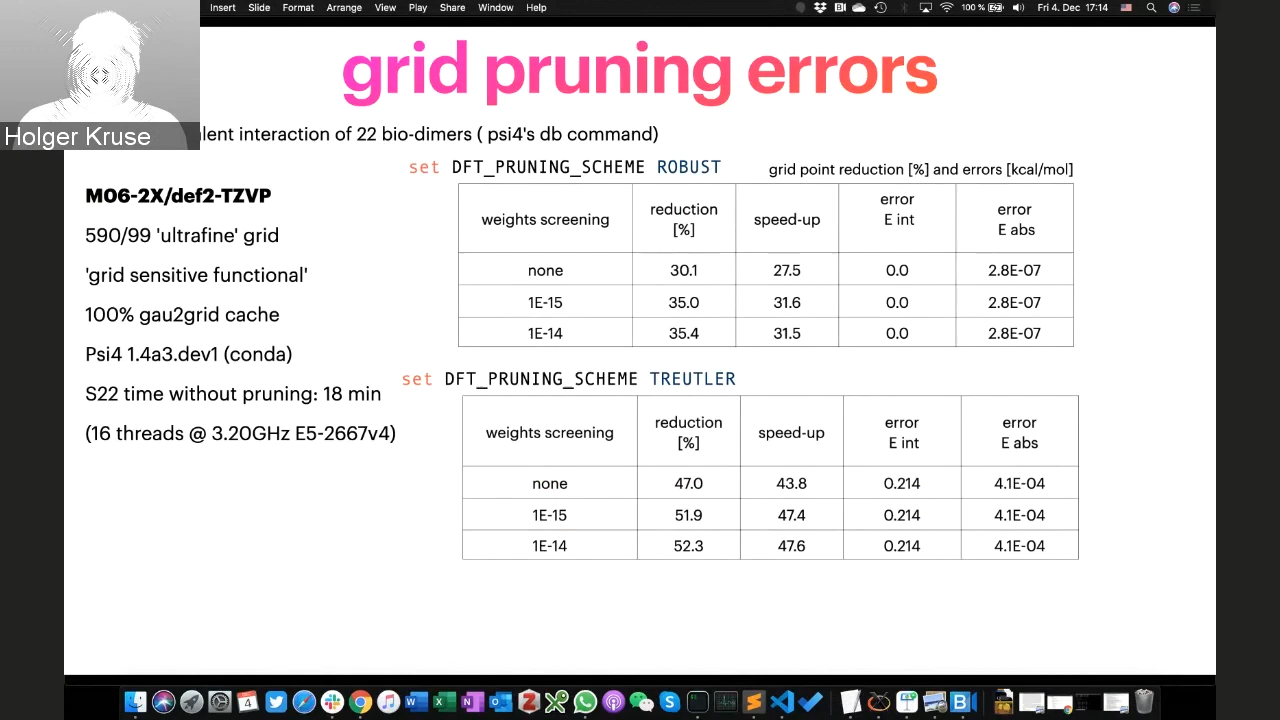 Insert Slide Format Arrange View Play Share Window Help
100 % Fri 4. Dec 17:14
grid pruning errors
Holger Kruse
interaction of 22 bio-dimers ( psi4's db command)
set DFT_PRUNING_SCHEME ROBUST
grid point reduction [%] and errors [kcal/mol]
M06-2X/def2-TZVP
590/99 'ultrafine' grid
'grid sensitive functional'
100% gau2grid cache
Psi4 1.4a3.dev1 (conda)
S22 time without pruning: 18 min
(16 threads @ 3.20GHz E5-2667v4)
weights screening reduction [%] speed-up error E int error E abs
none 30.1 27.5 0.0 2.8E-07
1E-15 35.0 31.6 0.0 2.8E-07
1E-14 35.4 31.5 0.0 2.8E-07
set DFT_PRUNING_SCHEME TREUTLER
weights screening reduction [%] speed-up error E int error E abs
none 47.0 43.8 0.214 4.1E-04
1E-15 51.9 47.4 0.214 4.1E-04
1E-14 52.3 47.6 0.214 4.1E-04